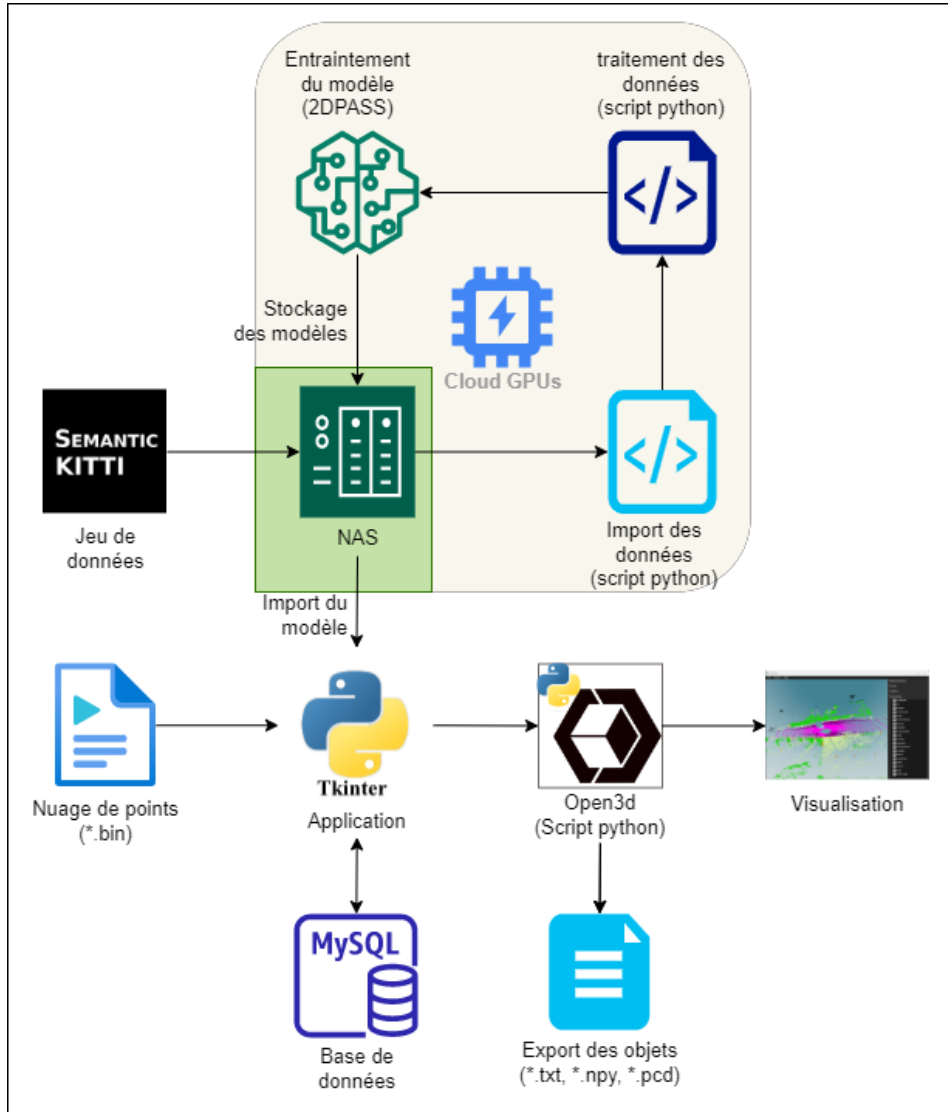 Entraintement
du modèle
(2DPASS)
traitement des
données
(script python)
</>
Stockage
des modèles
Cloud GPUs
SEMANTIC
KITTI
</>
Jeu de
données
NAS
Import des
données
(script python)
Import du
modèle
Tkinter
Nuage de points
(*.bin)
Application
Open3d
(Script python)
Visualisation
MySQL
Base de
données
Export des objets
(*.txt, *.npy, *.pcd)